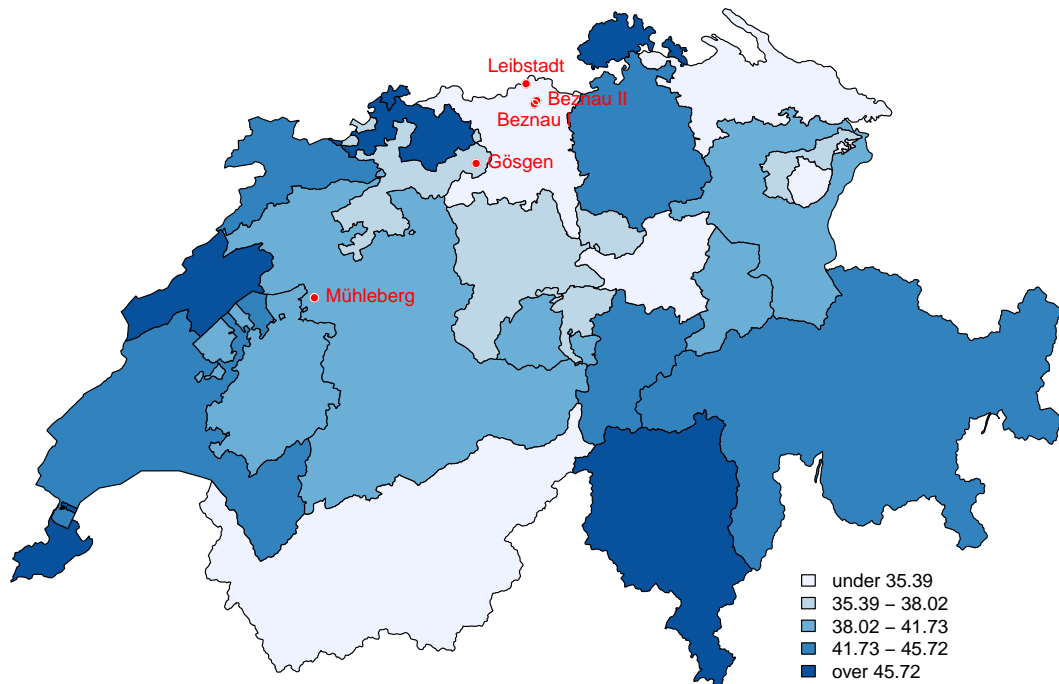 Leibstadt
Beznau II
Beznau I
Gösgen
Mühleberg
under 35.39
35.39 − 38.02
38.02 − 41.73
41.73 − 45.72
over 45.72